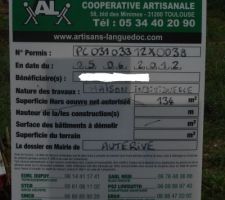 AL
COOPERATIVE ARTISANALE
58, bld des Minimes - 31200 TOULOUSE
Tél : 05 34 40 20 90
www.artisans-languedoc.com
N° Permis : PC 031 033 12X0038
En date du : 25.06.2012
Bénéficiaire(s) :
Nature des travaux : MAISON INDIVIDUELLE
Superficie hors oeuvre net autorisée 134 m²
Hauteur de la/les construction(s) m
Surface des bâtiments à démolir m²
Superficie du terrain m²
Le dossier en Mairie de AUTERIVE